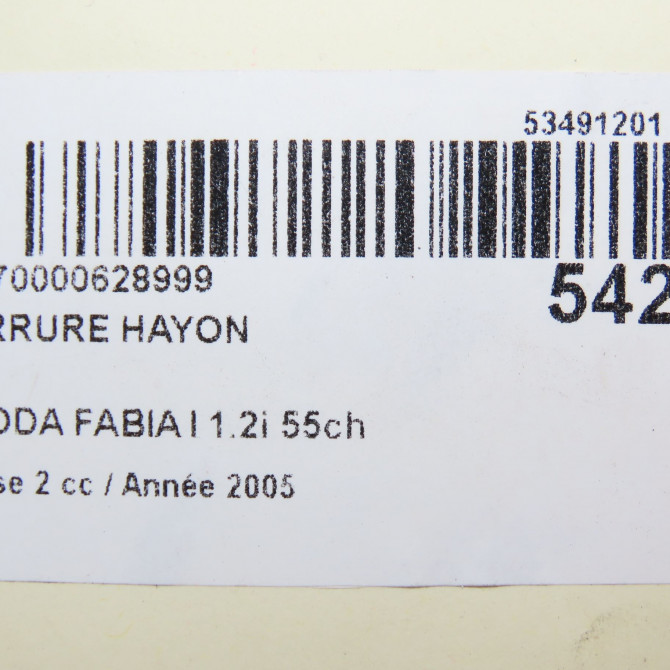 53491201
70000628999
542
RRURE HAYON
ODA FABIA I 1.2i 55ch
se 2 cc / Année 2005